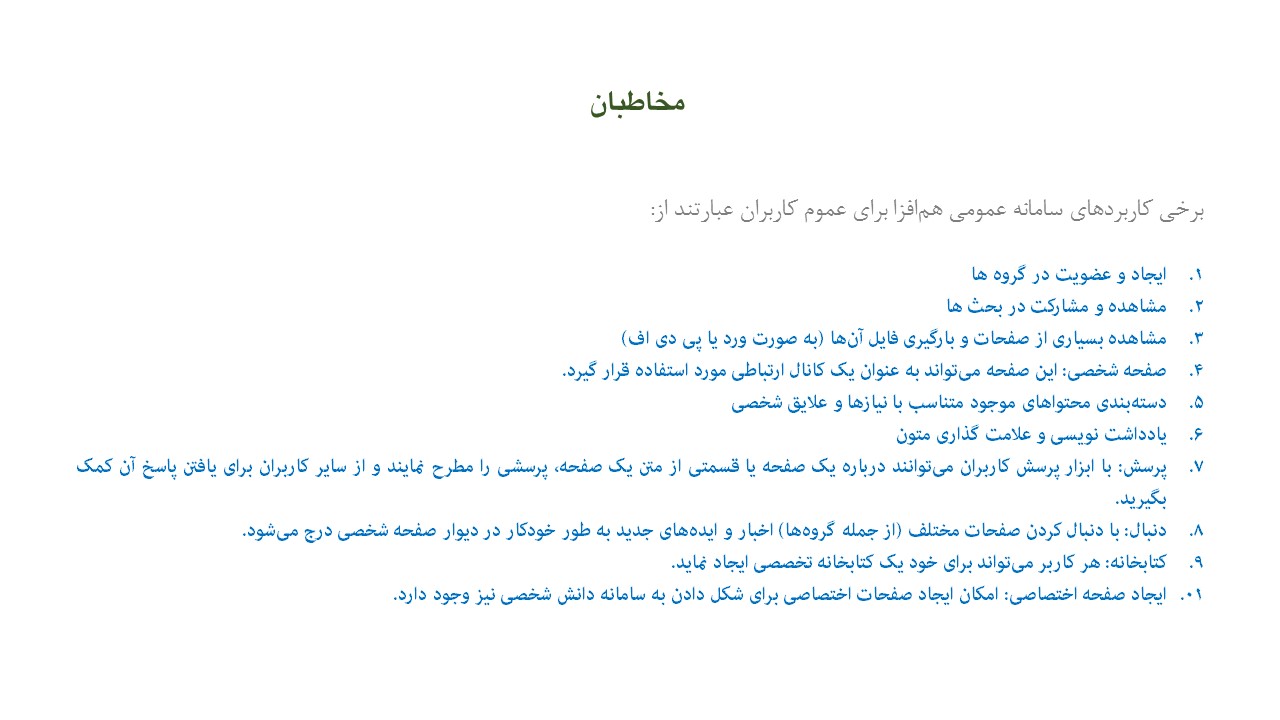 مخاطبان
برخی کاربردهای سامانه عمومی هم‌افزا برای عموم کاربران عبارتند از:
۱. ایجاد و عضویت در گروه ها
۲. مشاهده و مشارکت در بحث ها
۳. مشاهده بسیاری از صفحات و بارگیری فایل آن‌ها (به صورت ورد یا پی دی اف)
۴. صفحه شخصی: این صفحه می‌تواند به عنوان یک کانال ارتباطی مورد استفاده قرار گیرد.
۵. دسته‌بندی محتواهای موجود متناسب با نیازها و علایق شخصی
۶. یادداشت نویسی و علامت گذاری متون
۷. پرسش: با ابزار پرسش کاربران می‌توانند درباره یک صفحه یا قسمتی از متن یک صفحه، پرسشی را مطرح نمایند و از سایر کاربران برای یافتن پاسخ آن کمک
بگیرید.
۸. دنبال: با دنبال کردن صفحات مختلف (از جمله گروه‌ها) اخبار و ایده‌های جدید به طور خودکار در دیوار صفحه شخصی درج می‌شود.
۹. کتابخانه: هر کاربر می‌تواند برای خود یک کتابخانه تخصصی ایجاد نماید.
۱۰. ایجاد صفحه اختصاصی: امکان ایجاد صفحات اختصاصی برای شکل دادن به سامانه دانش شخصی نیز وجود دارد.